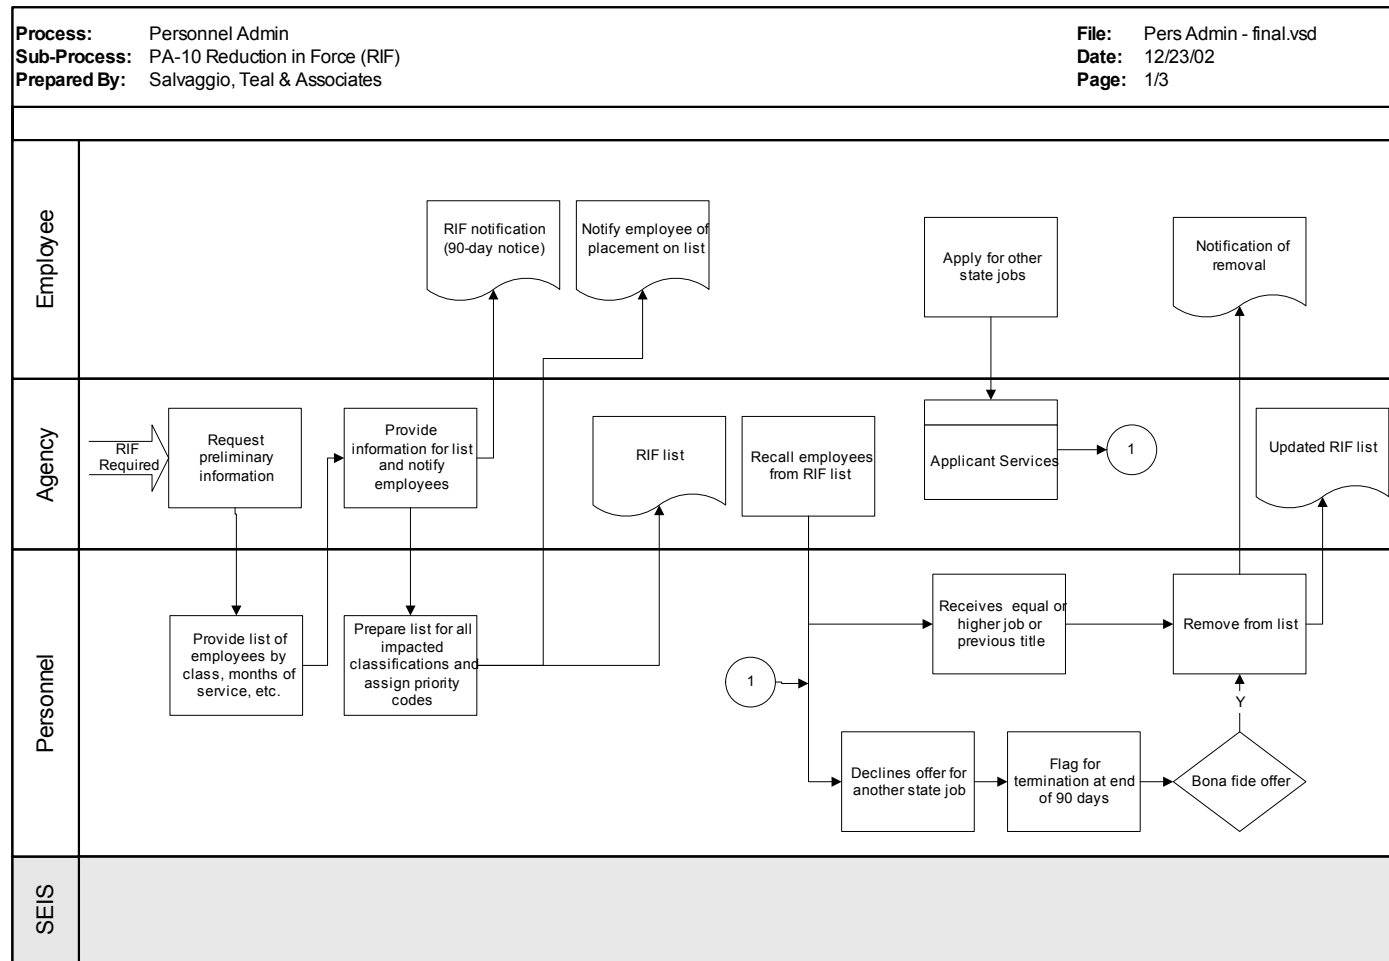 Process: Personnel Admin
Sub-Process: PA-10 Reduction in Force (RIF)
Prepared By: Salvaggio, Teal & Associates
File: Pers Admin - final.vsd
Date: 12/23/02
Page: 1/3
Employee
RIF notification
(90-day notice)
Notify employee of
placement on list
Apply for other
state jobs
Notification of
removal
Agency
RIF
Required
Request
preliminary
information
Provide
information for list
and notify
employees
RIF list
Recall employees
from RIF list
Applicant Services
1
Updated RIF list
Personnel
Provide list of
employees by
class, months of
service, etc.
Prepare list for all
impacted
classifications and
assign priority
codes
1
Receives equal or
higher job or
previous title
Remove from list
Y
Declines offer for
another state job
Flag for
termination at end
of 90 days
Bona fide offer
SEIS